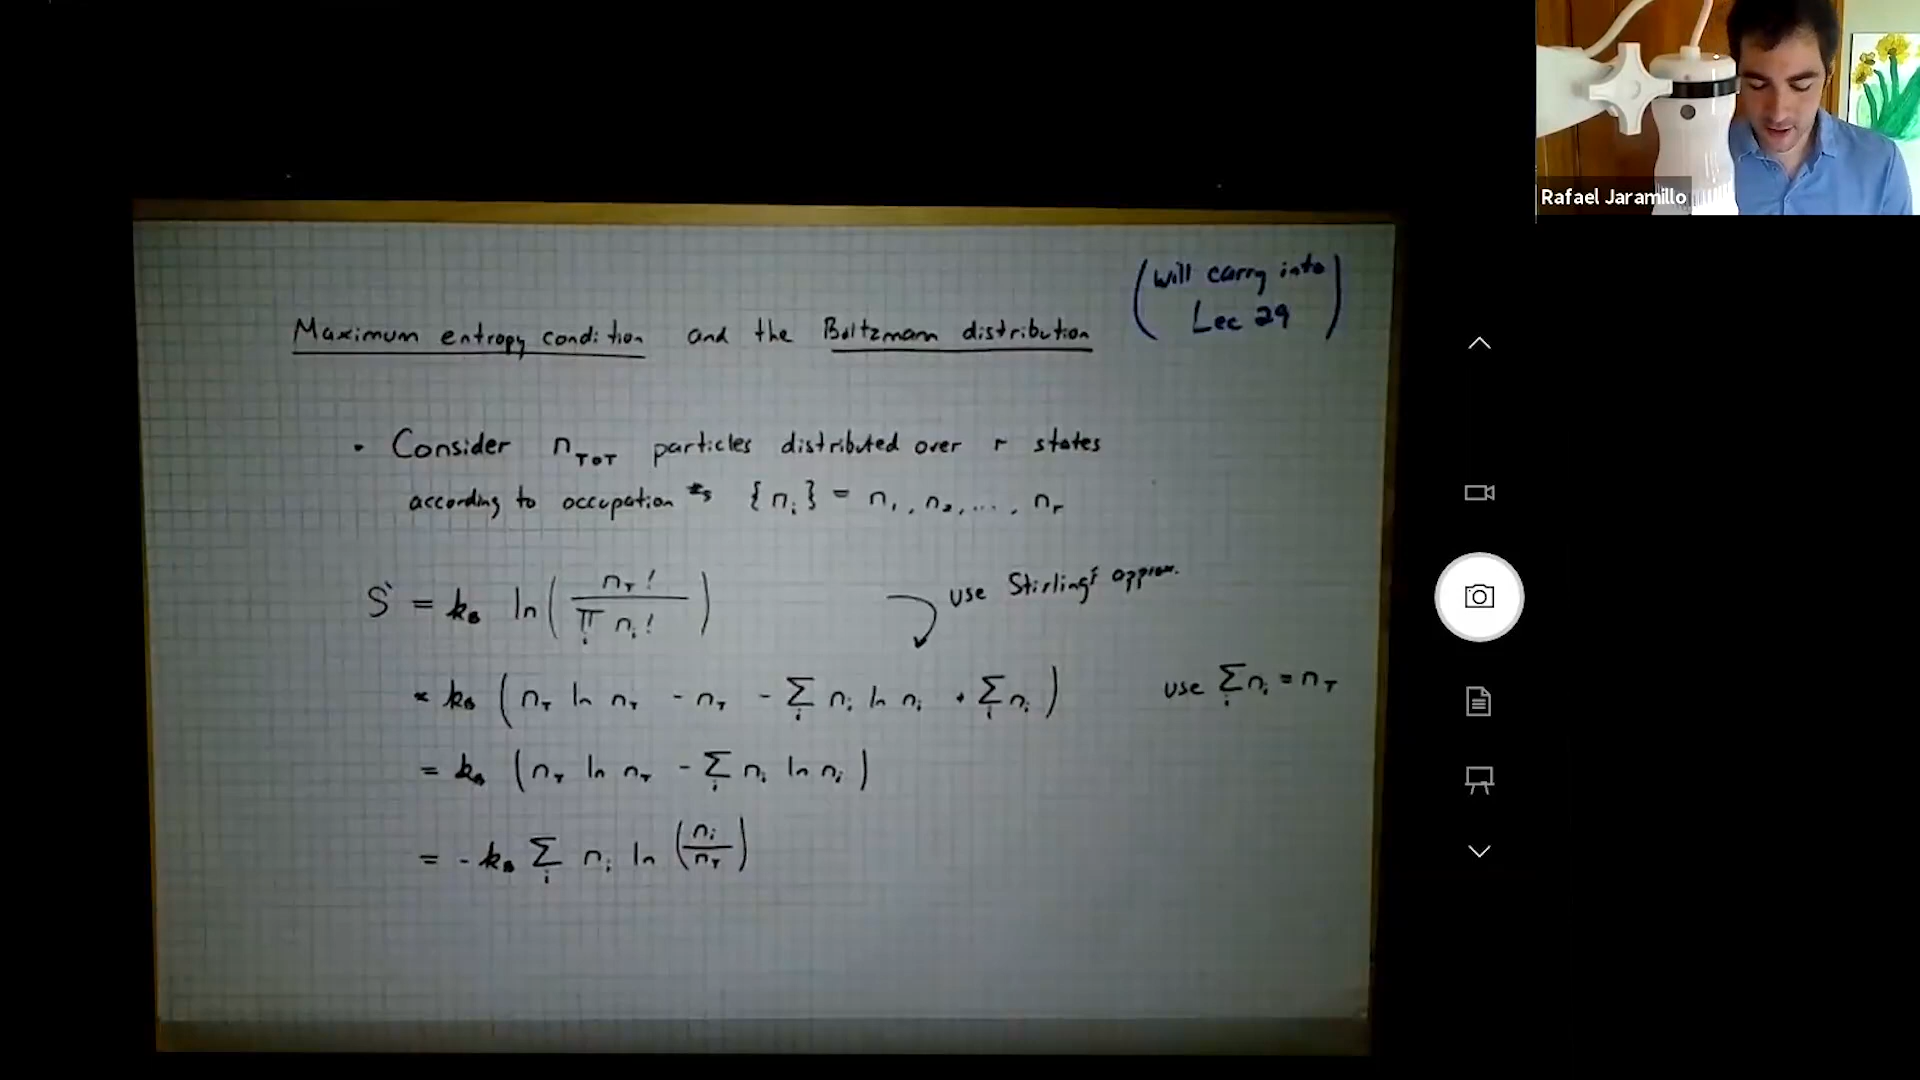 Rafael Jaramillo
(will carry into
Lec 29)
Maximum entropy condition and the Boltzmann distribution
• Consider n_TOT particles distributed over r states
according to occupation #s {n_i} = n_1, n_2, ..., n_r
S = k_B ln( n_T! / Π_i n_i! )
use Stirling's approx.
≈ k_B ( n_T ln n_T - n_T - Σ_i n_i ln n_i + Σ_i n_i )
use Σ_i n_i = n_T
= k_B ( n_T ln n_T - Σ_i n_i ln n_i )
= - k_B Σ_i n_i ln ( n_i / n_T )